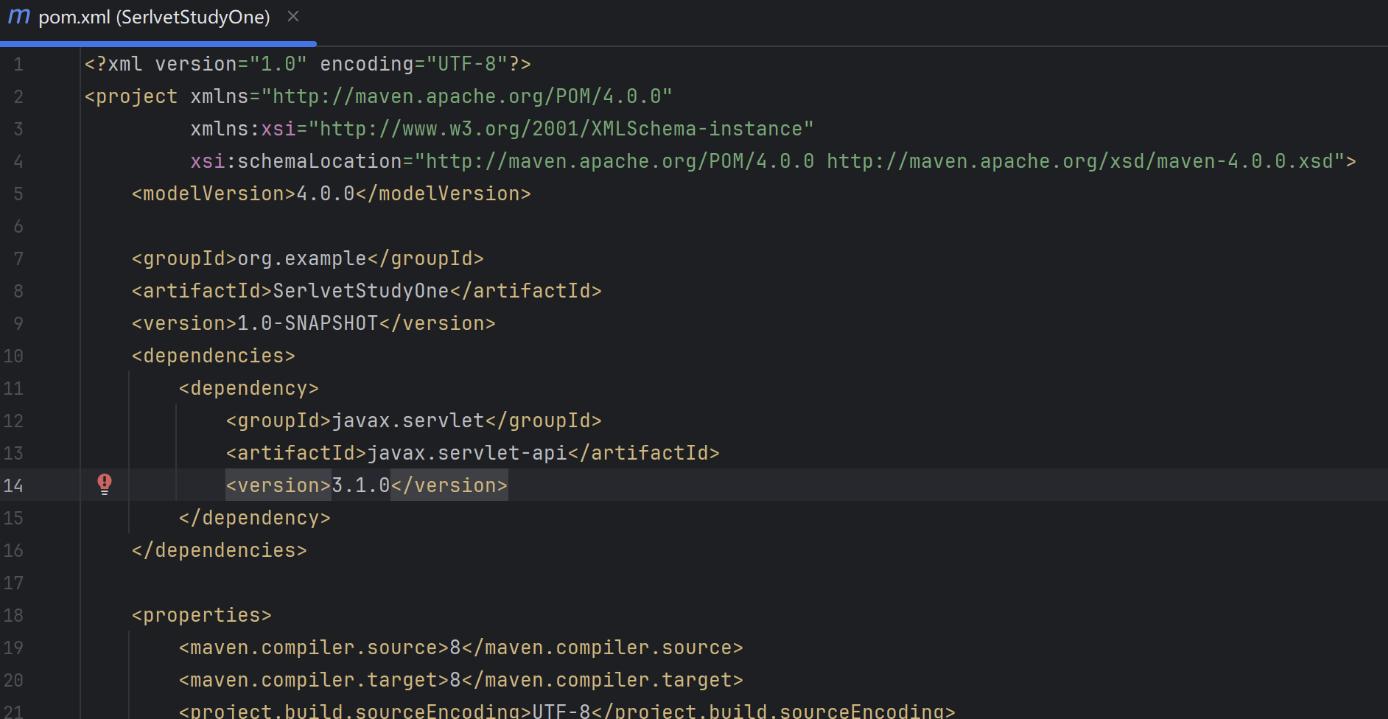 m pom.xml (SerlvetStudyOne) ×
1 <?xml version="1.0" encoding="UTF-8"?>
2 <project xmlns="http://maven.apache.org/POM/4.0.0"
3 xmlns:xsi="http://www.w3.org/2001/XMLSchema-instance"
4 xsi:schemaLocation="http://maven.apache.org/POM/4.0.0 http://maven.apache.org/xsd/maven-4.0.0.xsd">
5 <modelVersion>4.0.0</modelVersion>
6
7 <groupId>org.example</groupId>
8 <artifactId>SerlvetStudyOne</artifactId>
9 <version>1.0-SNAPSHOT</version>
10 <dependencies>
11 <dependency>
12 <groupId>javax.servlet</groupId>
13 <artifactId>javax.servlet-api</artifactId>
14 <version>3.1.0</version>
15 </dependency>
16 </dependencies>
17
18 <properties>
19 <maven.compiler.source>8</maven.compiler.source>
20 <maven.compiler.target>8</maven.compiler.target>
21 <project.build.sourceEncoding>UTF-8</project.build.sourceEncoding>